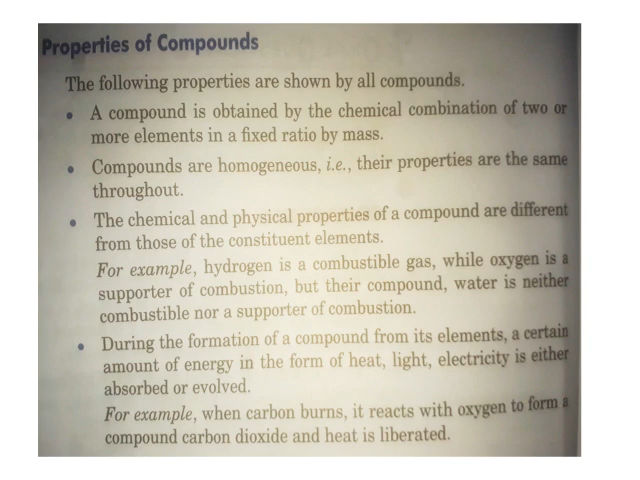 Properties of Compounds
The following properties are shown by all compounds.
• A compound is obtained by the chemical combination of two or
more elements in a fixed ratio by mass.
• Compounds are homogeneous, i.e., their properties are the same
throughout.
• The chemical and physical properties of a compound are different
from those of the constituent elements.
For example, hydrogen is a combustible gas, while oxygen is a
supporter of combustion, but their compound, water is neither
combustible nor a supporter of combustion.
• During the formation of a compound from its elements, a certain
amount of energy in the form of heat, light, electricity is either
absorbed or evolved.
For example, when carbon burns, it reacts with oxygen to form a
compound carbon dioxide and heat is liberated.